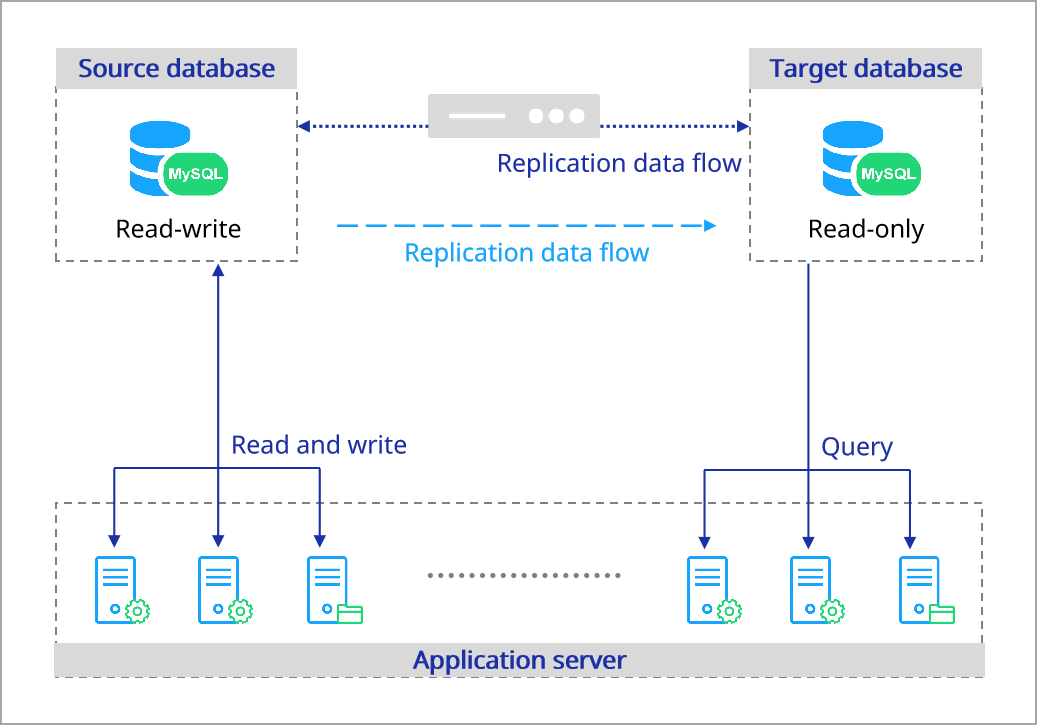 Source database
Target database
Replication data flow
MySQL
MySQL
Read-write
Read-only
Replication data flow
Read and write
Query
Application server